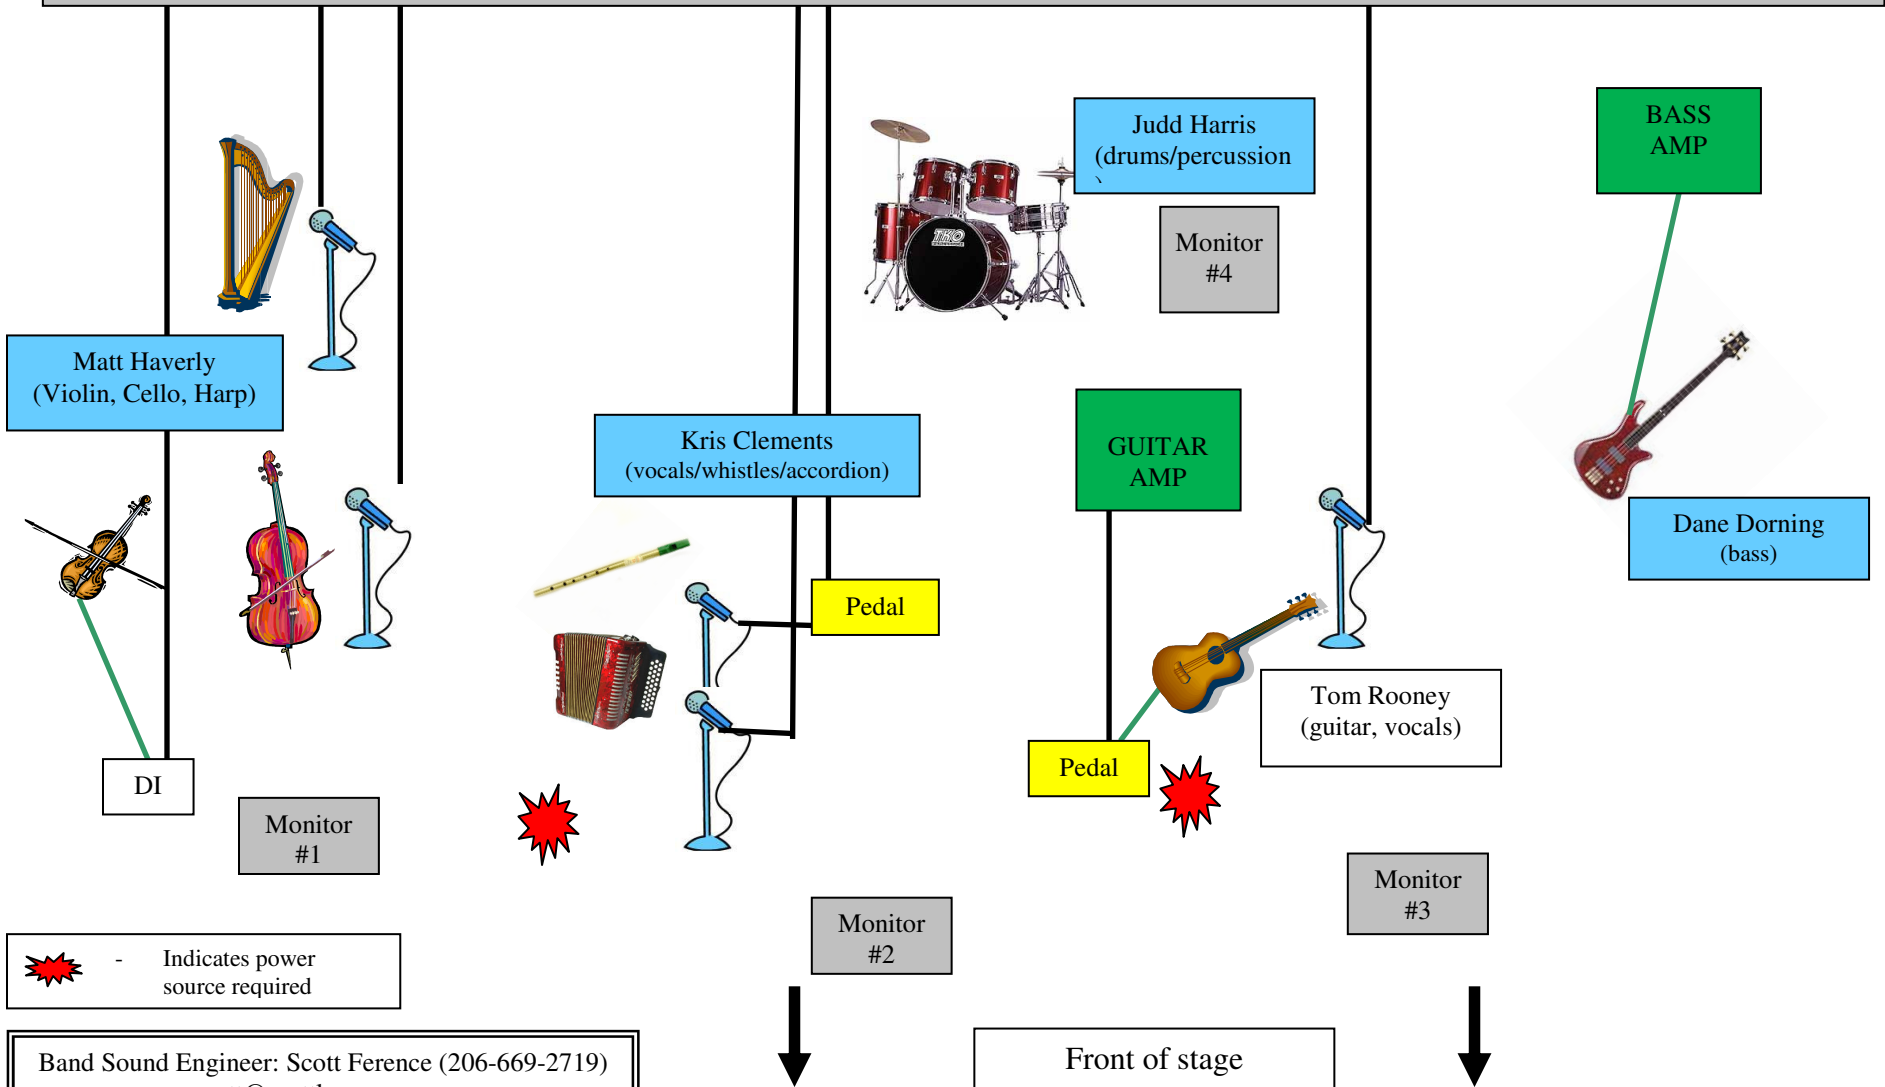 Judd Harris
(drums/percussion
BASS
AMP
TKO
Monitor
#4
Matt Haverly
(Violin, Cello, Harp)
Kris Clements
(vocals/whistles/accordion)
GUITAR
AMP
Dane Dorning
(bass)
Pedal
Tom Rooney
(guitar, vocals)
Pedal
DI
Monitor
#1
Monitor
#3
Monitor
#2
- Indicates power
source required
Band Sound Engineer: Scott Ference (206-669-2719)
Front of stage